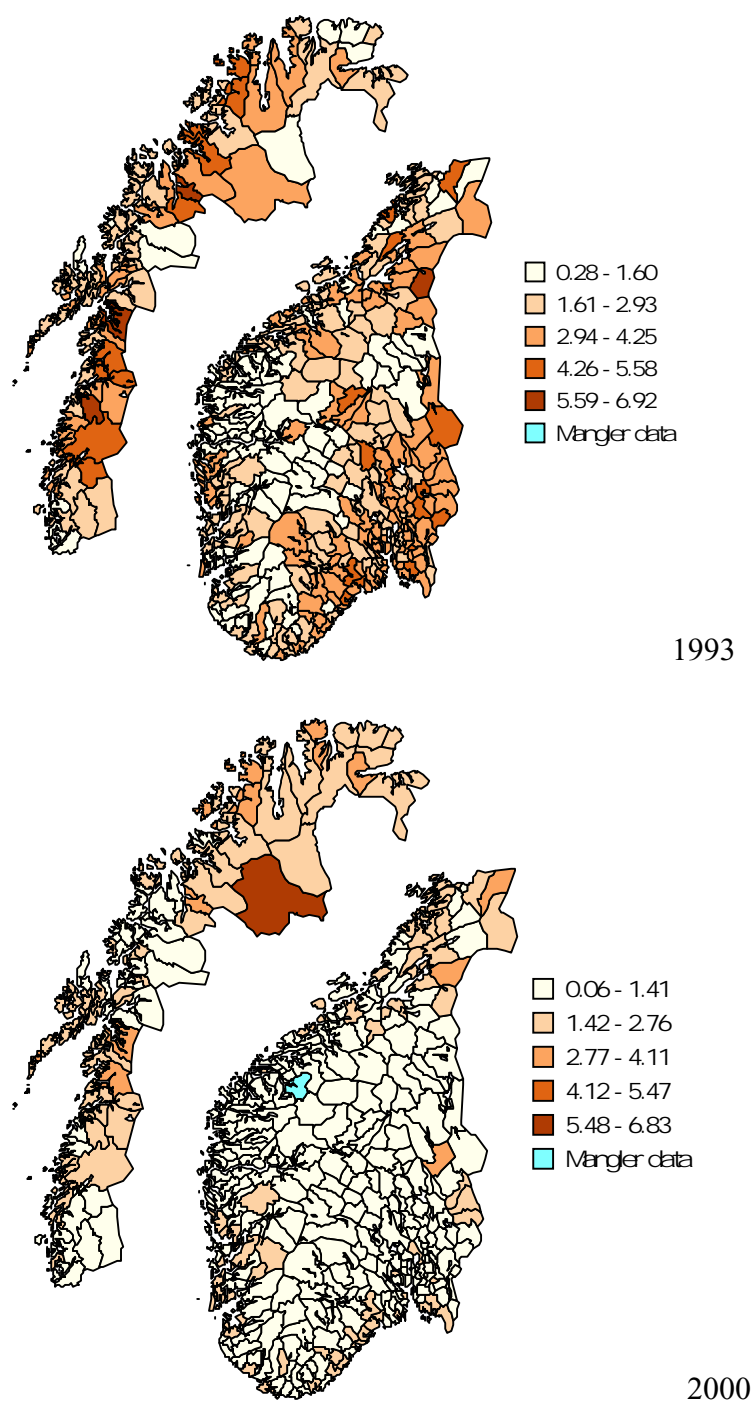 0.28 - 1.60
1.61 - 2.93
2.94 - 4.25
4.26 - 5.58
5.59 - 6.92
Mangler data
1993
0.06 - 1.41
1.42 - 2.76
2.77 - 4.11
4.12 - 5.47
5.48 - 6.83
Mangler data
2000